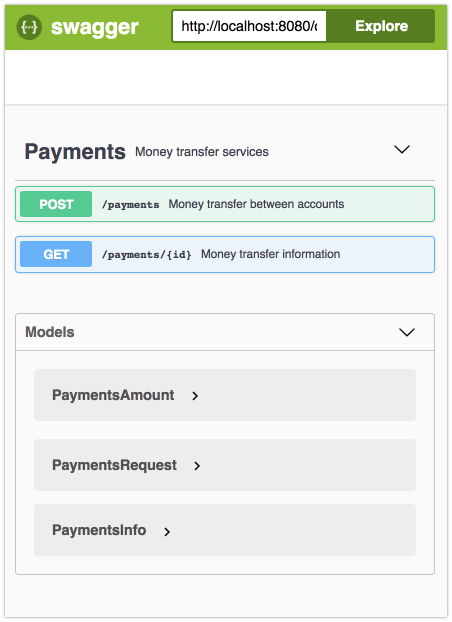 swagger http://localhost:8080/ Explore
Payments Money transfer services
POST /payments Money transfer between accounts
GET /payments/{id} Money transfer information
Models
PaymentsAmount
PaymentsRequest
PaymentsInfo